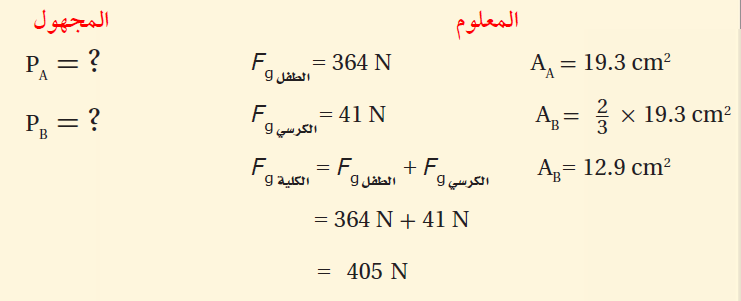 المعلوم المجهول
P_A = ? F_g الطفل = 364 N A_A = 19.3 cm²
P_B = ? F_g الكرسي = 41 N A_B = 2/3 × 19.3 cm²
F_g الكلية = F_g الطفل + F_g الكرسي A_B = 12.9 cm²
= 364 N + 41 N
= 405 N